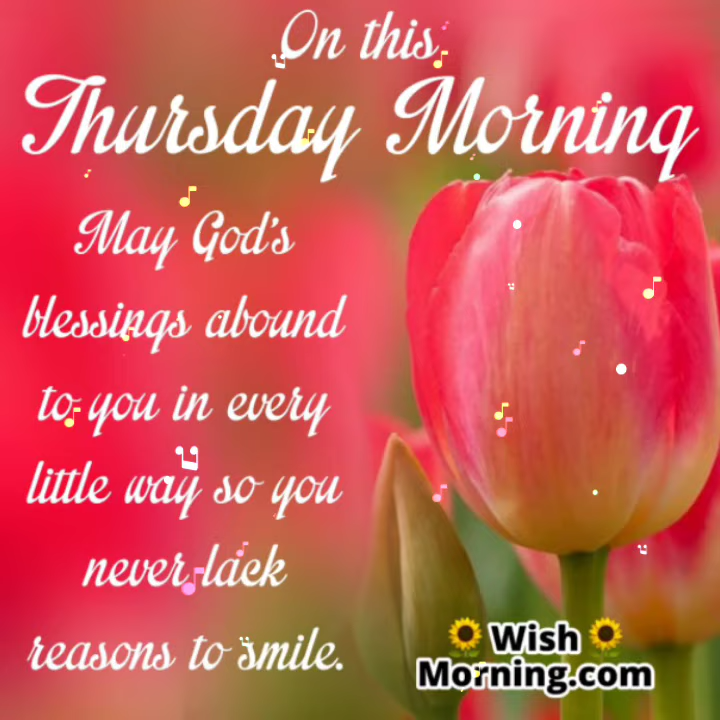 On this
Thursday Morning
May God's
blessings abound
to you in every
little way so you
never lack
reasons to smile.
Wish
Morning.com